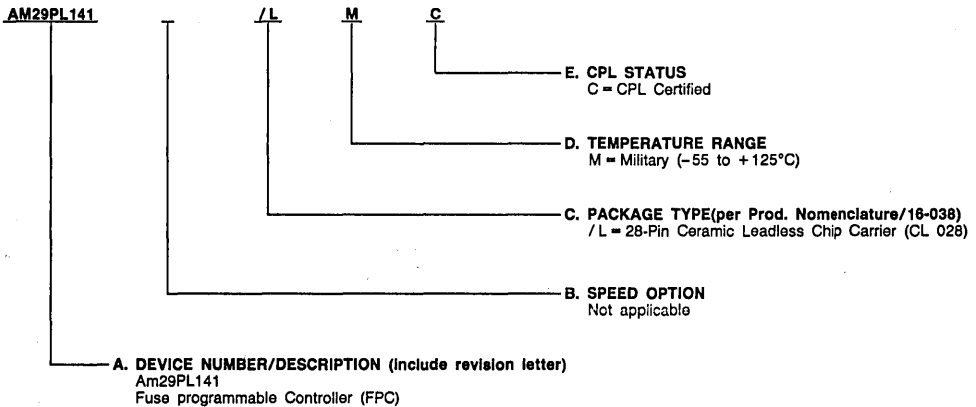 AM29PL141 /L M C
E. CPL STATUS
C = CPL Certified
D. TEMPERATURE RANGE
M = Military (−55 to +125°C)
C. PACKAGE TYPE(per Prod. Nomenclature/16-038)
/L = 28-Pin Ceramic Leadless Chip Carrier (CL 028)
B. SPEED OPTION
Not applicable
A. DEVICE NUMBER/DESCRIPTION (include revision letter)
Am29PL141
Fuse programmable Controller (FPC)